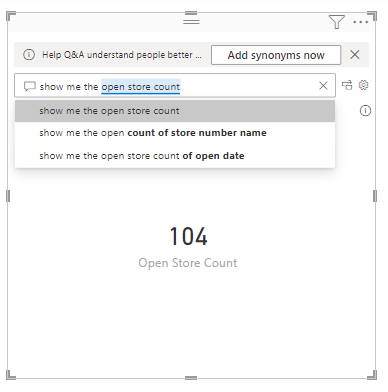 Help Q&A understand people better ... Add synonyms now
show me the open store count
show me the open store count
show me the open count of store number name
show me the open store count of open date
104
Open Store Count